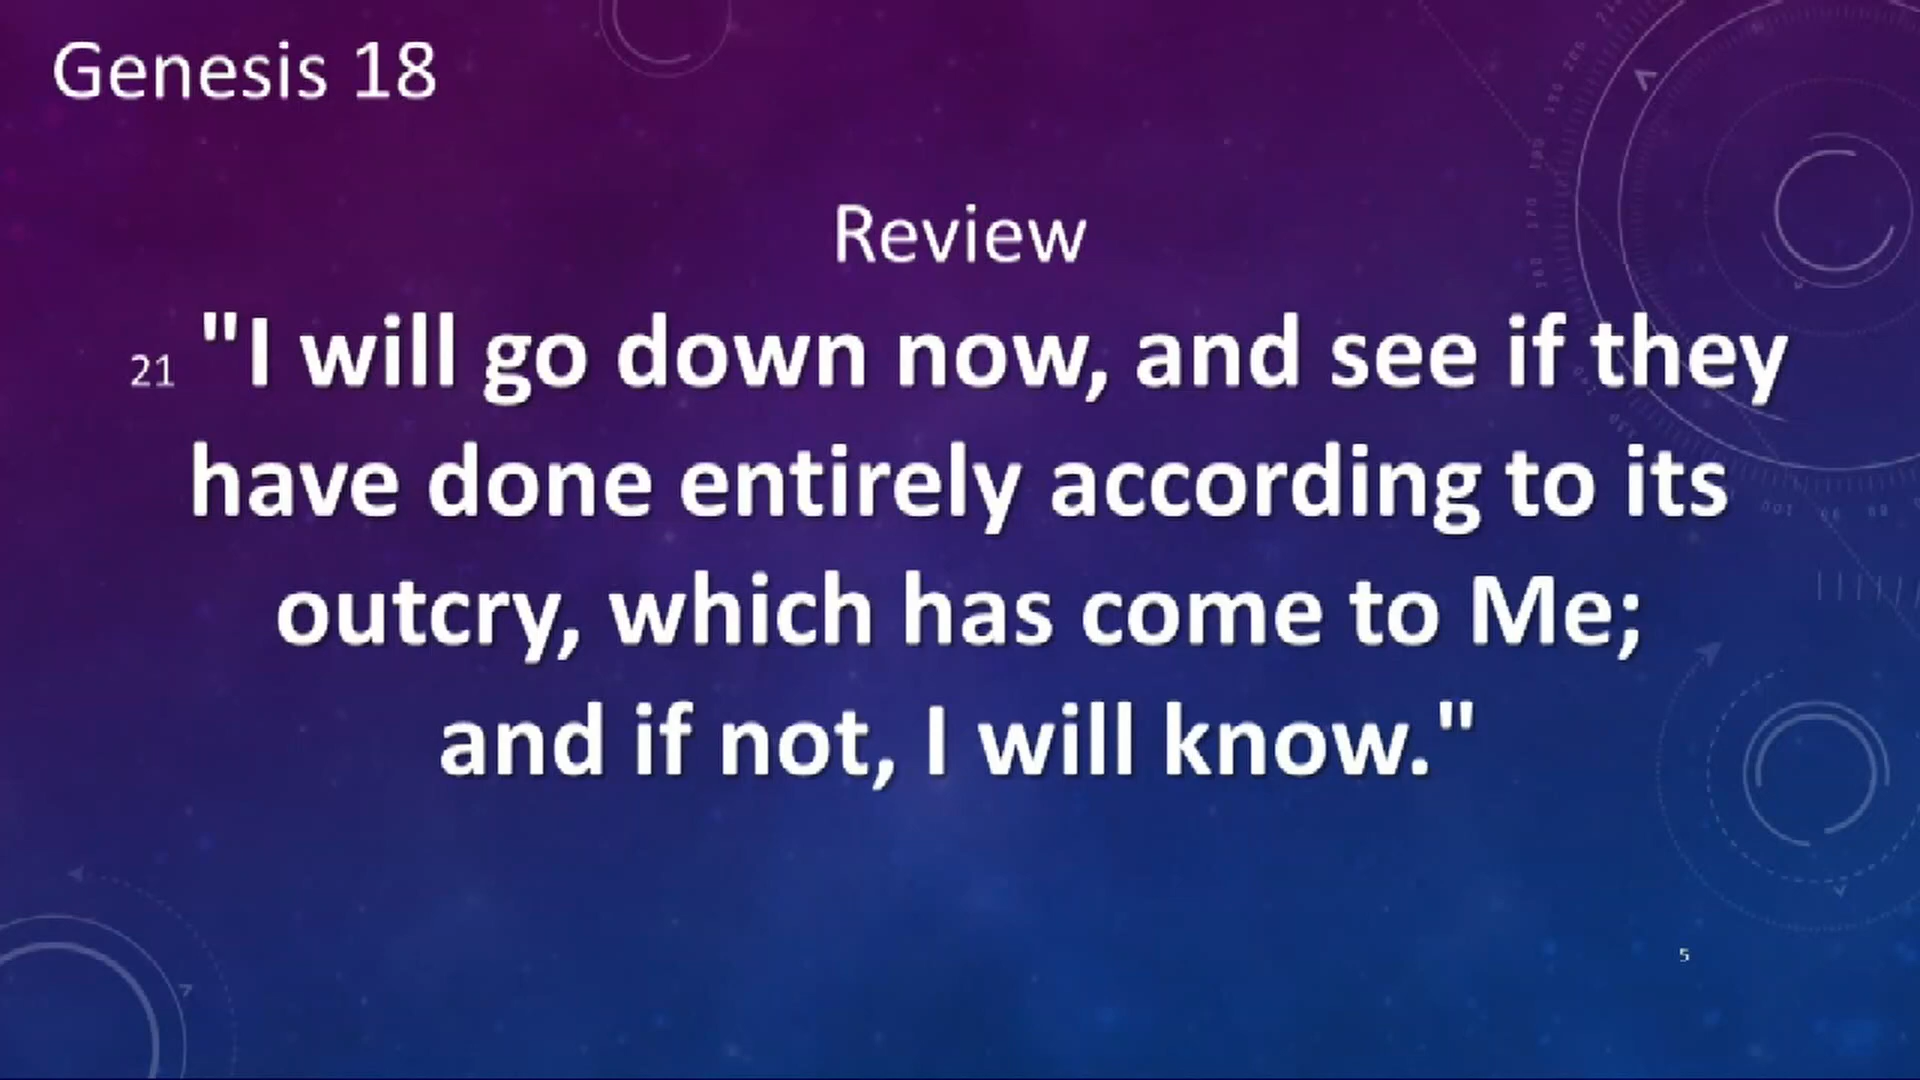 Genesis 18
Review
21 "I will go down now, and see if they
have done entirely according to its
outcry, which has come to Me;
and if not, I will know."
5